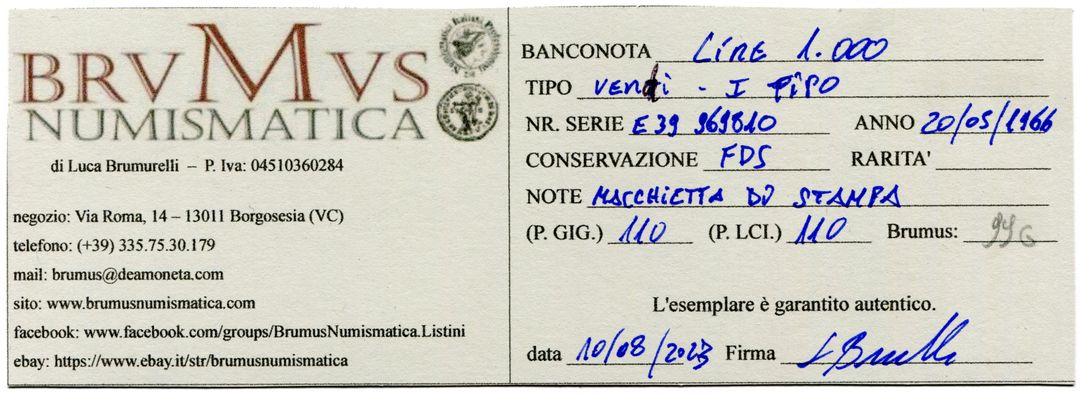 BRVMVS
NUMISMATICA
di Luca Brumurelli – P. Iva: 04510360284
negozio: Via Roma, 14 – 13011 Borgosesia (VC)
telefono: (+39) 335.75.30.179
mail: brumus@deamoneta.com
sito: www.brumusnumismatica.com
facebook: www.facebook.com/groups/BrumusNumismatica.Listini
ebay: https://www.ebay.it/str/brumusnumismatica
BANCONOTA LIRE 1.000
TIPO VERDI - I TIPO
NR. SERIE E39 969810 ANNO 20/05/1966
CONSERVAZIONE FDS RARITA'
NOTE MACCHIETTA DI STAMPA
(P. GIG.) 110 (P. LCI.) 110 Brumus:
L'esemplare è garantito autentico.
data 10/08/2023 Firma